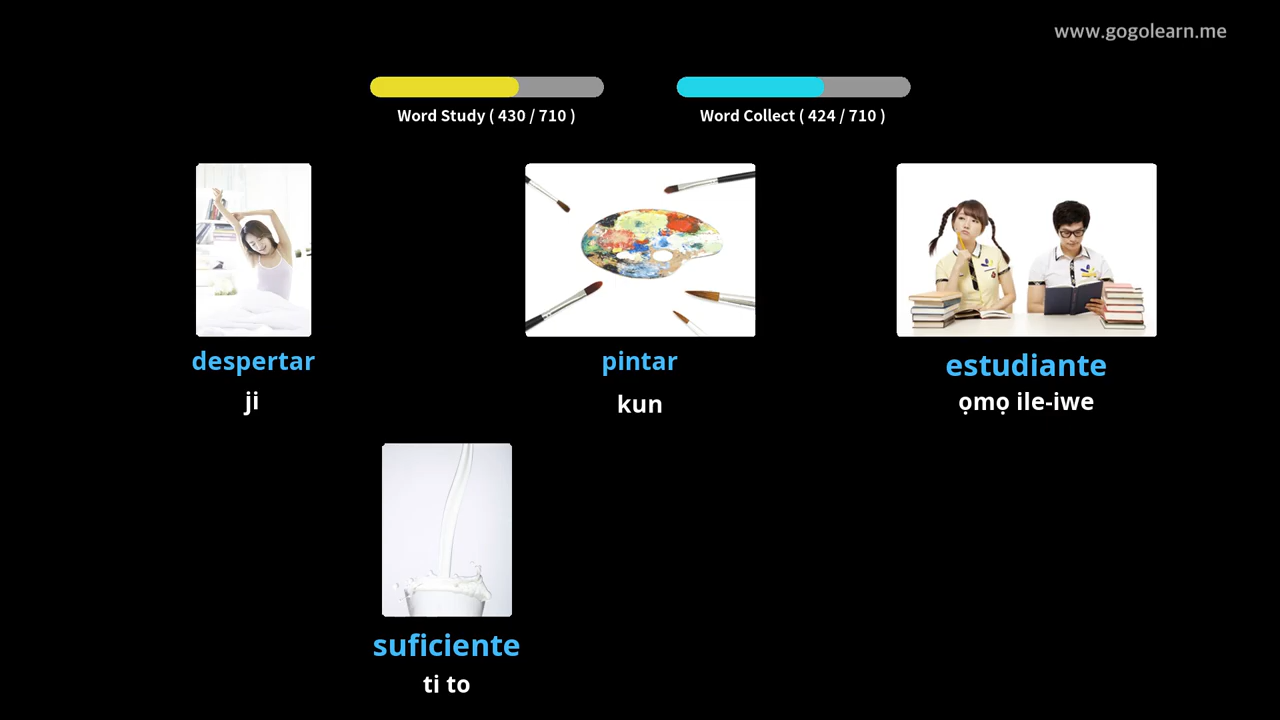 www.gogolearn.me
Word Study ( 430 / 710 )
Word Collect ( 424 / 710 )
despertar
ji
pintar
kun
estudiante
ọmọ ile-iwe
suficiente
ti to